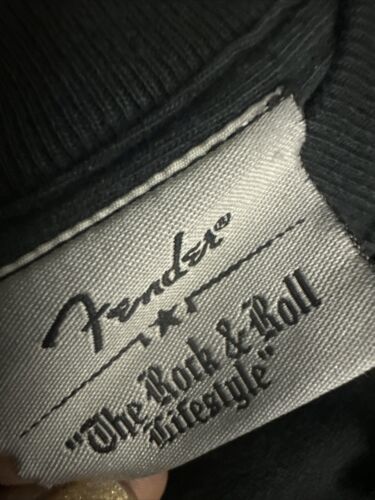 Fender®
"The Rock & Roll
Lifestyle"